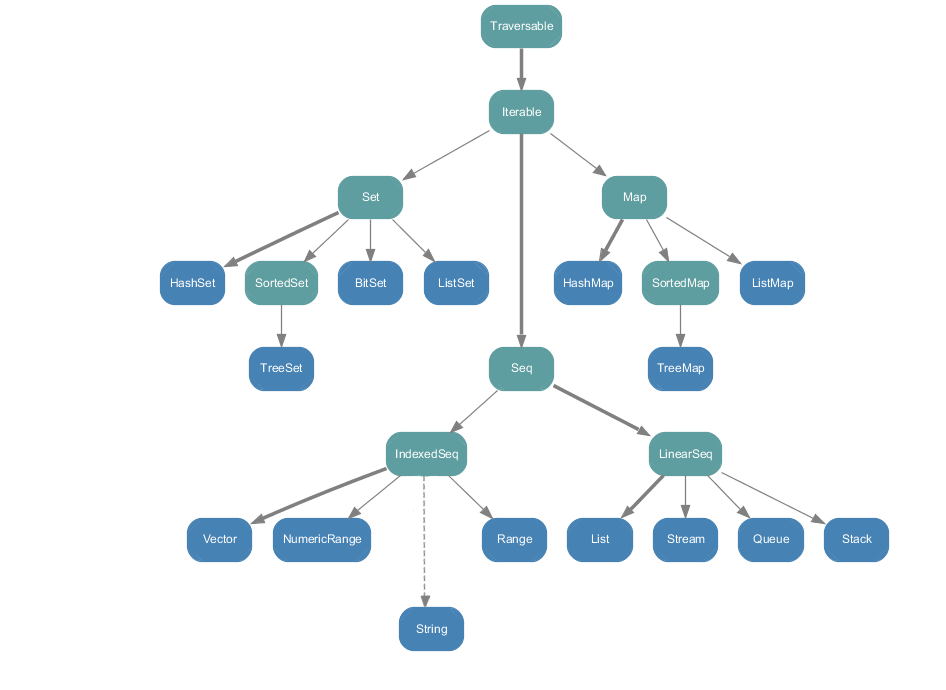 Traversable
Iterable
Set
Map
HashSet
SortedSet
BitSet
ListSet
HashMap
SortedMap
ListMap
TreeSet
Seq
TreeMap
IndexedSeq
LinearSeq
Vector
NumericRange
Range
List
Stream
Queue
Stack
String